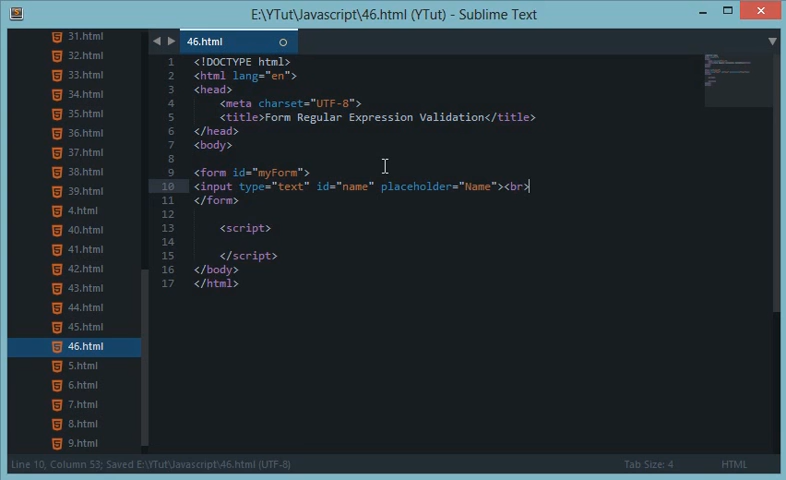 E:\YTut\Javascript\46.html (YTut) - Sublime Text
31.html
32.html
33.html
34.html
35.html
36.html
37.html
38.html
39.html
4.html
40.html
41.html
42.html
43.html
44.html
45.html
46.html
5.html
6.html
7.html
8.html
9.html
46.html
1 <!DOCTYPE html>
2 <html lang="en">
3 <head>
4 <meta charset="UTF-8">
5 <title>Form Regular Expression Validation</title>
6 </head>
7 <body>
8
9 <form id="myForm">
10 <input type="text" id="name" placeholder="Name"><br>
11 </form>
12
13 <script>
14
15 </script>
16 </body>
17 </html>
Line 10, Column 53; Saved E:\YTut\Javascript\46.html (UTF-8)
Tab Size: 4
HTML